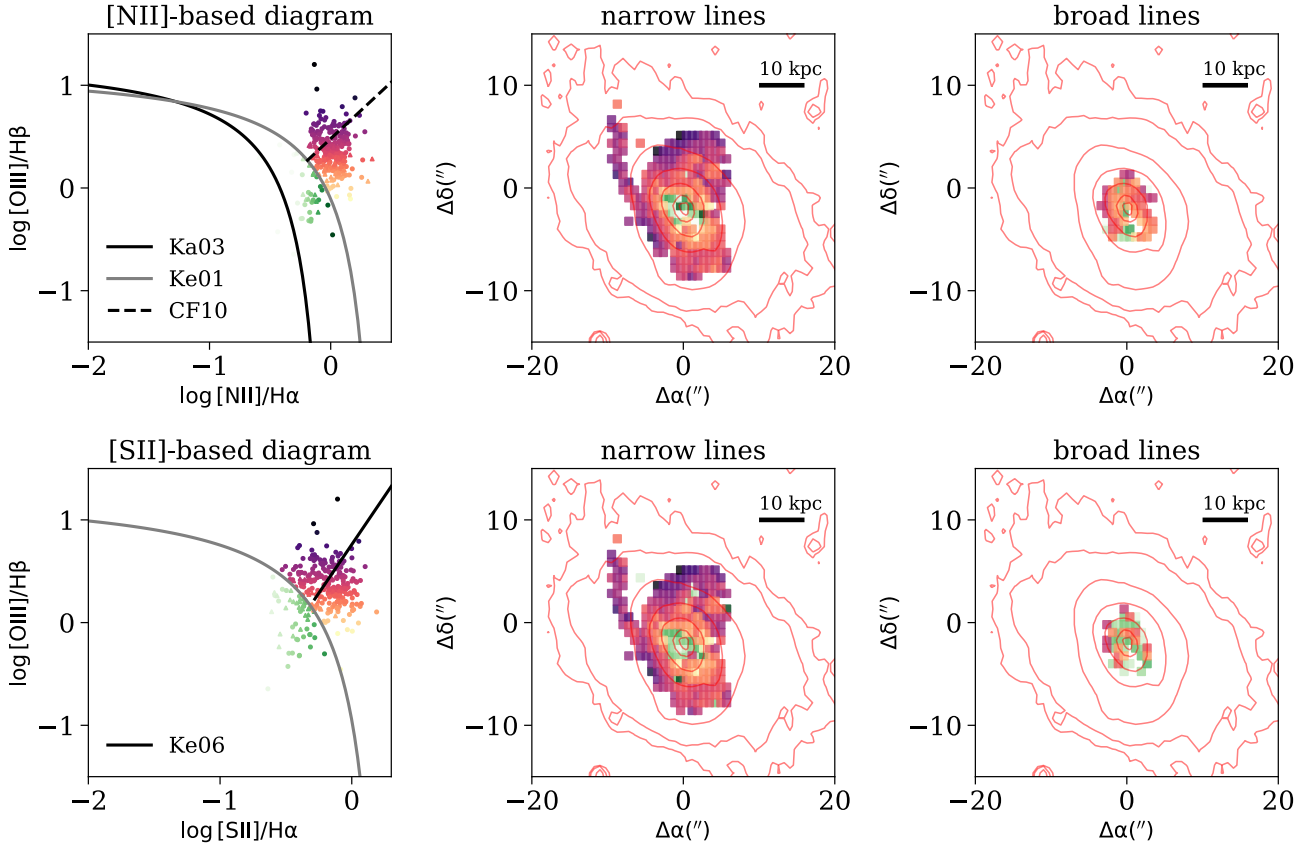 [NII]-based diagram
narrow lines
broad lines
1
0
−1
log [OIII]/Hβ
Ka03
Ke01
CF10
−2
−1
0
log [NII]/Hα
10
0
−10
Δδ(″)
10 kpc
−20
0
20
Δα(″)
10
0
−10
Δδ(″)
10 kpc
−20
0
20
Δα(″)
[SII]-based diagram
narrow lines
broad lines
1
0
−1
log [OIII]/Hβ
Ke06
−2
−1
0
log [SII]/Hα
10
0
−10
Δδ(″)
10 kpc
−20
0
20
Δα(″)
10
0
−10
Δδ(″)
10 kpc
−20
0
20
Δα(″)